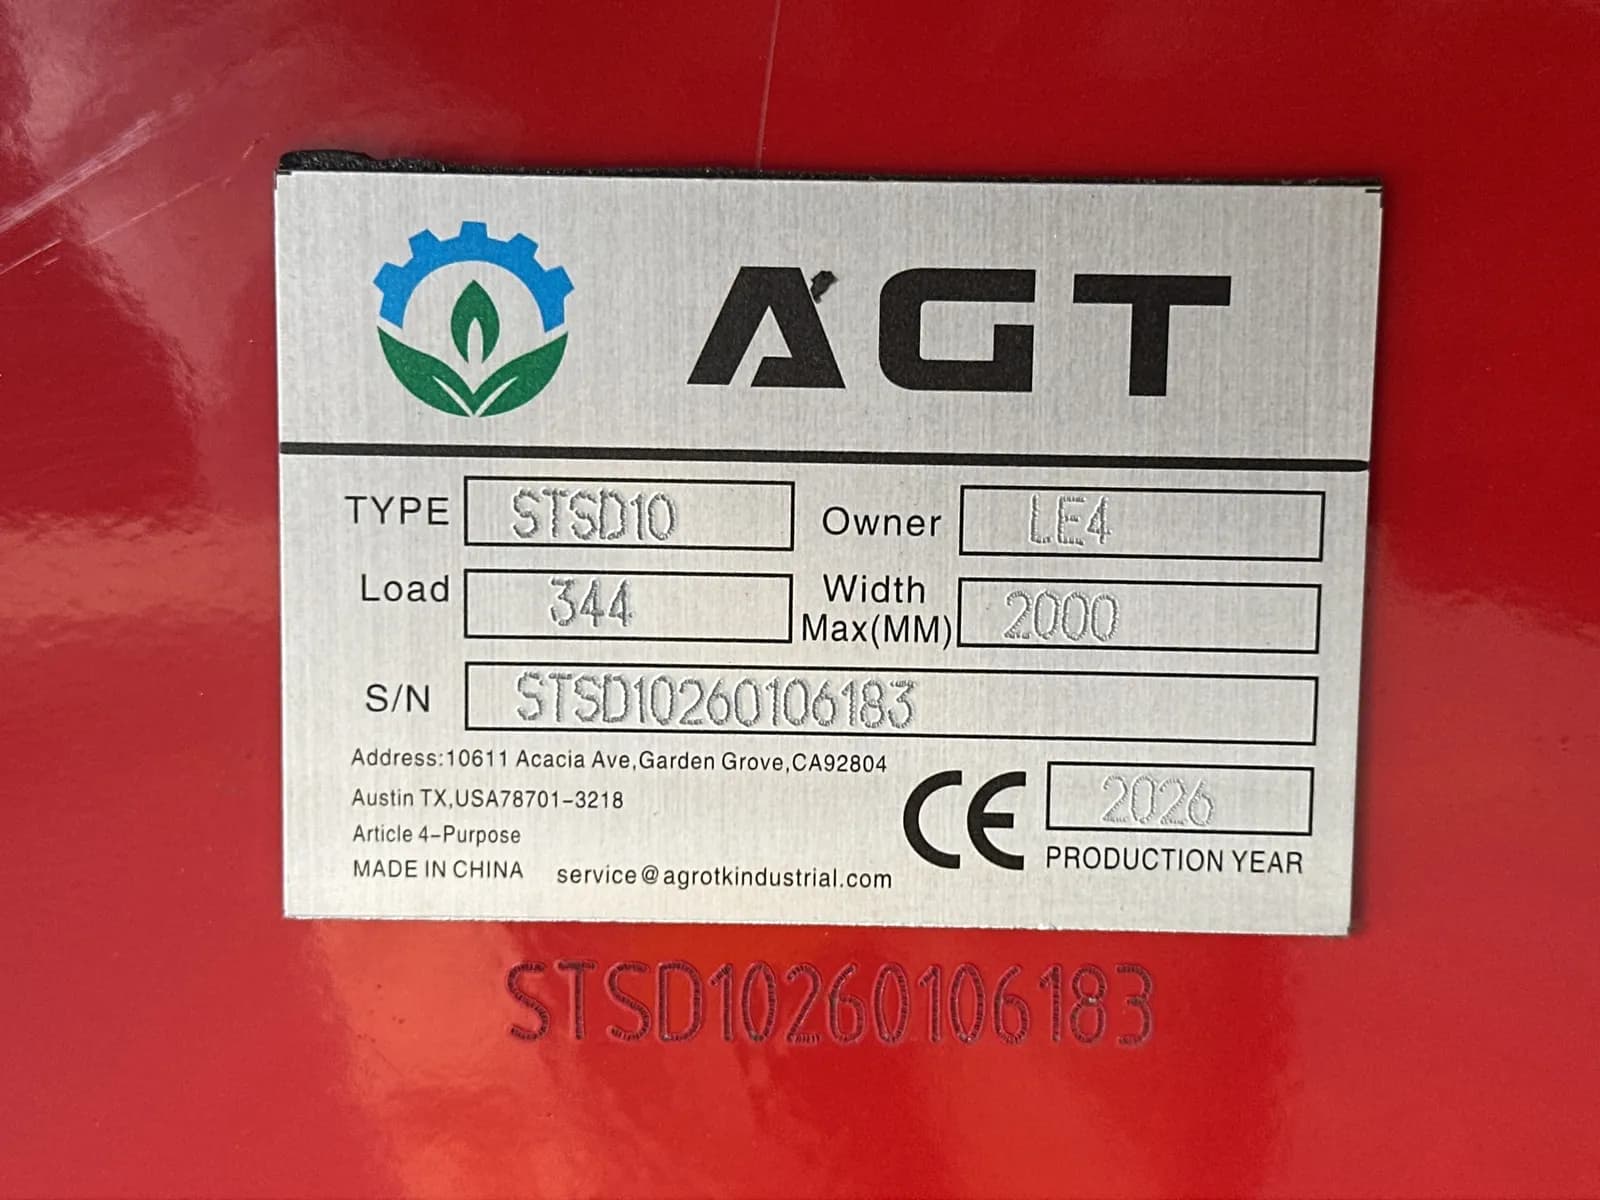 AGT
TYPE STSD10 Owner LE4
Load 344 Width Max(MM) 2000
S/N STSD10260106183
Address:10611 Acacia Ave,Garden Grove,CA92804
Austin TX,USA78701-3218
Article 4-Purpose
MADE IN CHINA service@agrotkindustrial.com
CE 2026
PRODUCTION YEAR
STSD10260106183